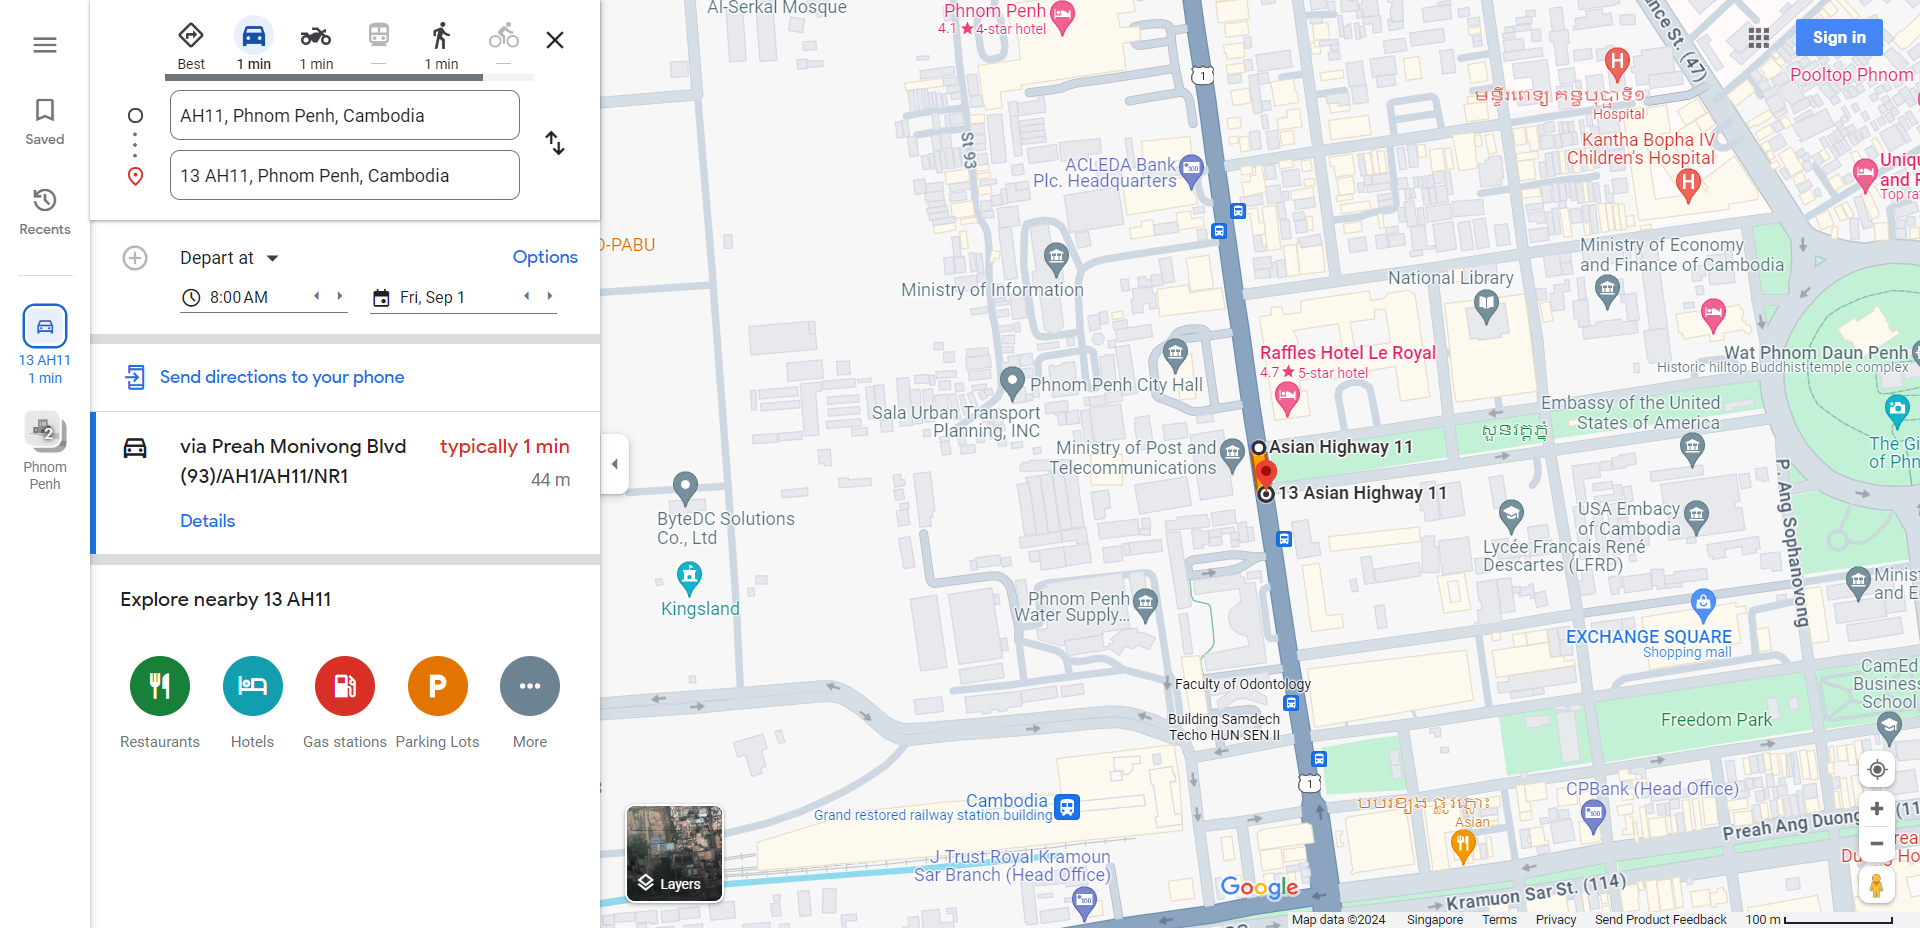 Saved
Recents
13 AH11
1 min
2
Phnom
Penh
Best
1 min
1 min
—
1 min
—
AH11, Phnom Penh, Cambodia
13 AH11, Phnom Penh, Cambodia
Depart at
Options
8:00 AM
Fri, Sep 1
Send directions to your phone
via Preah Monivong Blvd
(93)/AH1/AH11/NR1
typically 1 min
44 m
Details
Explore nearby 13 AH11
Restaurants
Hotels
Gas stations
Parking Lots
More
Al-Serkal Mosque
Phnom Penh
4.1 ★ 4-star hotel
1
Sign in
Pooltop Phnom
មន្ទីរពេទ្យ គន្ធបុប្ផាទី១
Hospital
Kantha Bopha IV
Children's Hospital
St 93
ACLEDA Bank
Plc. Headquarters
Top ra
O-PABU
Ministry of Economy
and Finance of Cambodia
National Library
Ministry of Information
Raffles Hotel Le Royal
4.7 ★ 5-star hotel
Wat Phnom Daun Penh
Historic hilltop Buddhist temple complex
Phnom Penh City Hall
Sala Urban Transport
Planning, INC
Embassy of the United
States of America
សួនវត្តភ្នំ
Ministry of Post and
Telecommunications
Asian Highway 11
13 Asian Highway 11
The Gi
of Phn
P. Ang Sophanovong
ByteDC Solutions
Co., Ltd
USA Embacy
of Cambodia
Lycée Français René
Descartes (LFRD)
Kingsland
Phnom Penh
Water Supply...
Minist
and E
EXCHANGE SQUARE
Shopping mall
CamEd
Business
School
Faculty of Odontology
Building Samdech
Techo HUN SEN II
Freedom Park
1
Cambodia
Grand restored railway station building
CPBank (Head Office)
Asian
Preah Ang Duong
(11
J Trust Royal Kramoun
Sar Branch (Head Office)
Kramuon Sar St. (114)
Layers
Google
Map data ©2024
Singapore
Terms
Privacy
Send Product Feedback
100 m